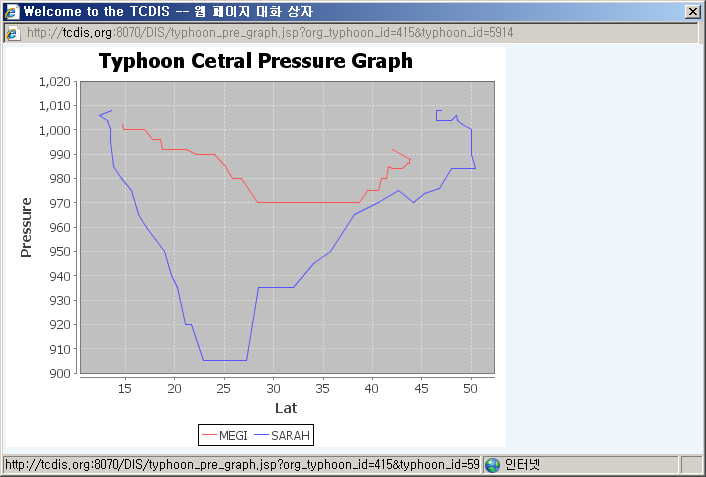 Welcome to the TCDIS -- 웹 페이지 대화 상자
http://tcdis.org:8070/DIS/typhoon_pre_graph.jsp?org_typhoon_id=415&typhoon_id=5914
Typhoon Cetral Pressure Graph
1,020
1,010
1,000
990
980
970
960
950
940
930
920
910
900
Pressure
15 20 25 30 35 40 45 50
Lat
MEGI SARAH
http://tcdis.org:8070/DIS/typhoon_pre_graph.jsp?org_typhoon_id=415&typhoon_id=59 인터넷